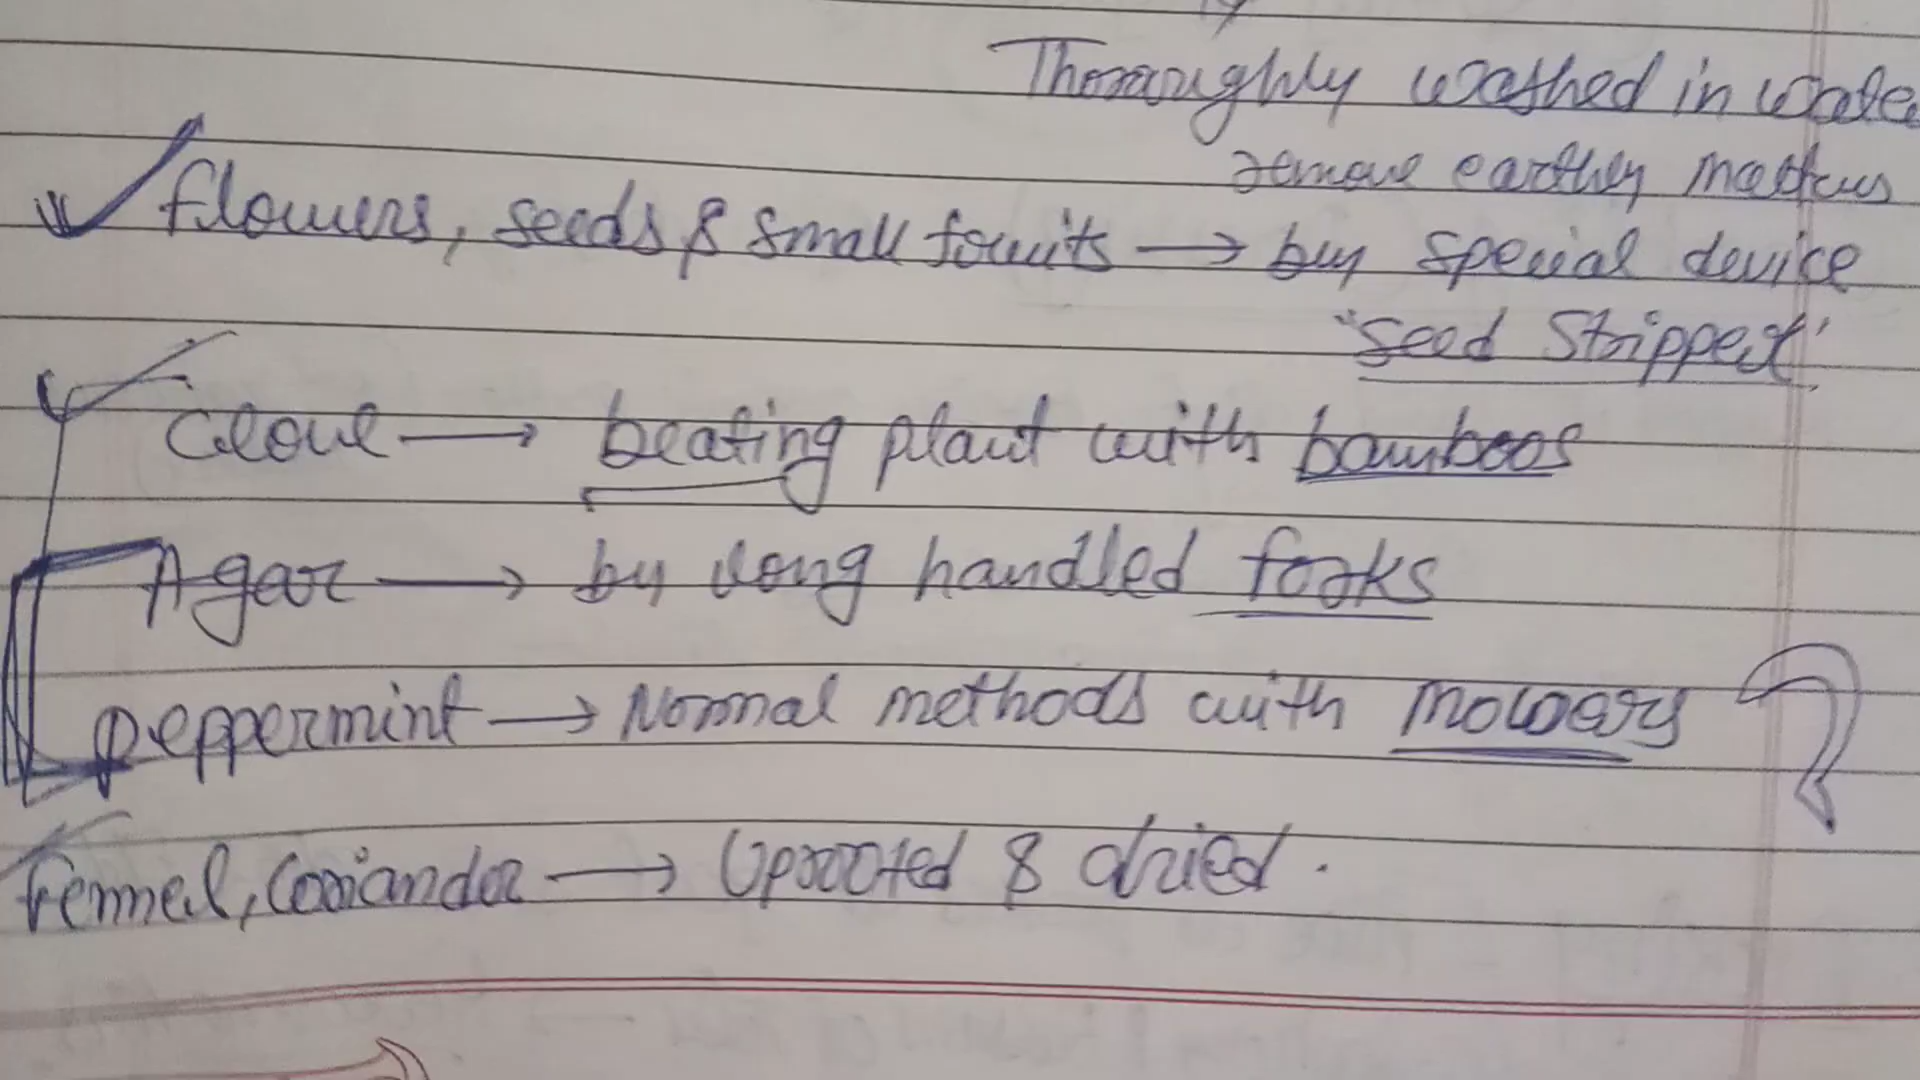 Thoroughly washed in wate
remove earthy matters
flowers, seeds & small fruits → by special device
"Seed Stripper"
Clove → beating plant with bamboos
Agar → by long handled forks
peppermint → Normal methods with mowers
Fennel, Coriander → Uprooted & dried.